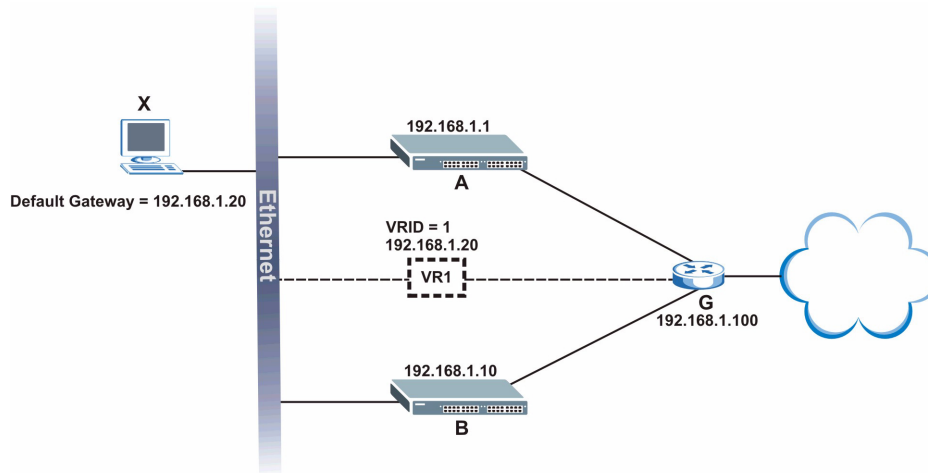 X
Default Gateway = 192.168.1.20
Ethernet
192.168.1.1
A
VRID = 1
192.168.1.20
VR1
G
192.168.1.100
192.168.1.10
B